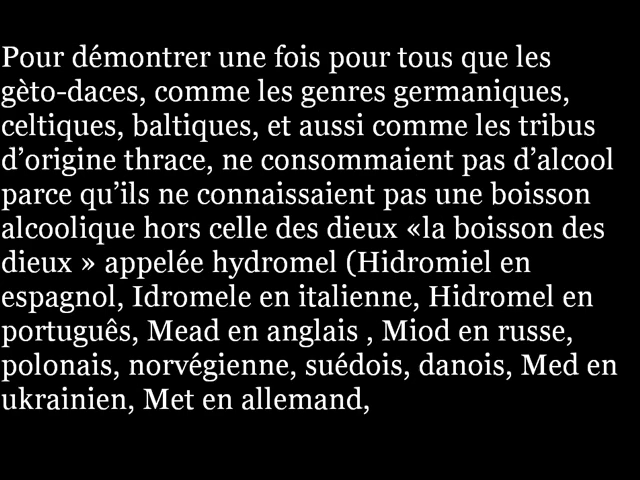 Pour démontrer une fois pour tous que les
gèto-daces, comme les genres germaniques,
celtiques, baltiques, et aussi comme les tribus
d’origine thrace, ne consommaient pas d’alcool
parce qu’ils ne connaissaient pas une boisson
alcoolique hors celle des dieux «la boisson des
dieux » appelée hydromel (Hidromiel en
espagnol, Idromele en italienne, Hidromel en
português, Mead en anglais , Miod en russe,
polonais, norvégienne, suédois, danois, Med en
ukrainien, Met en allemand,